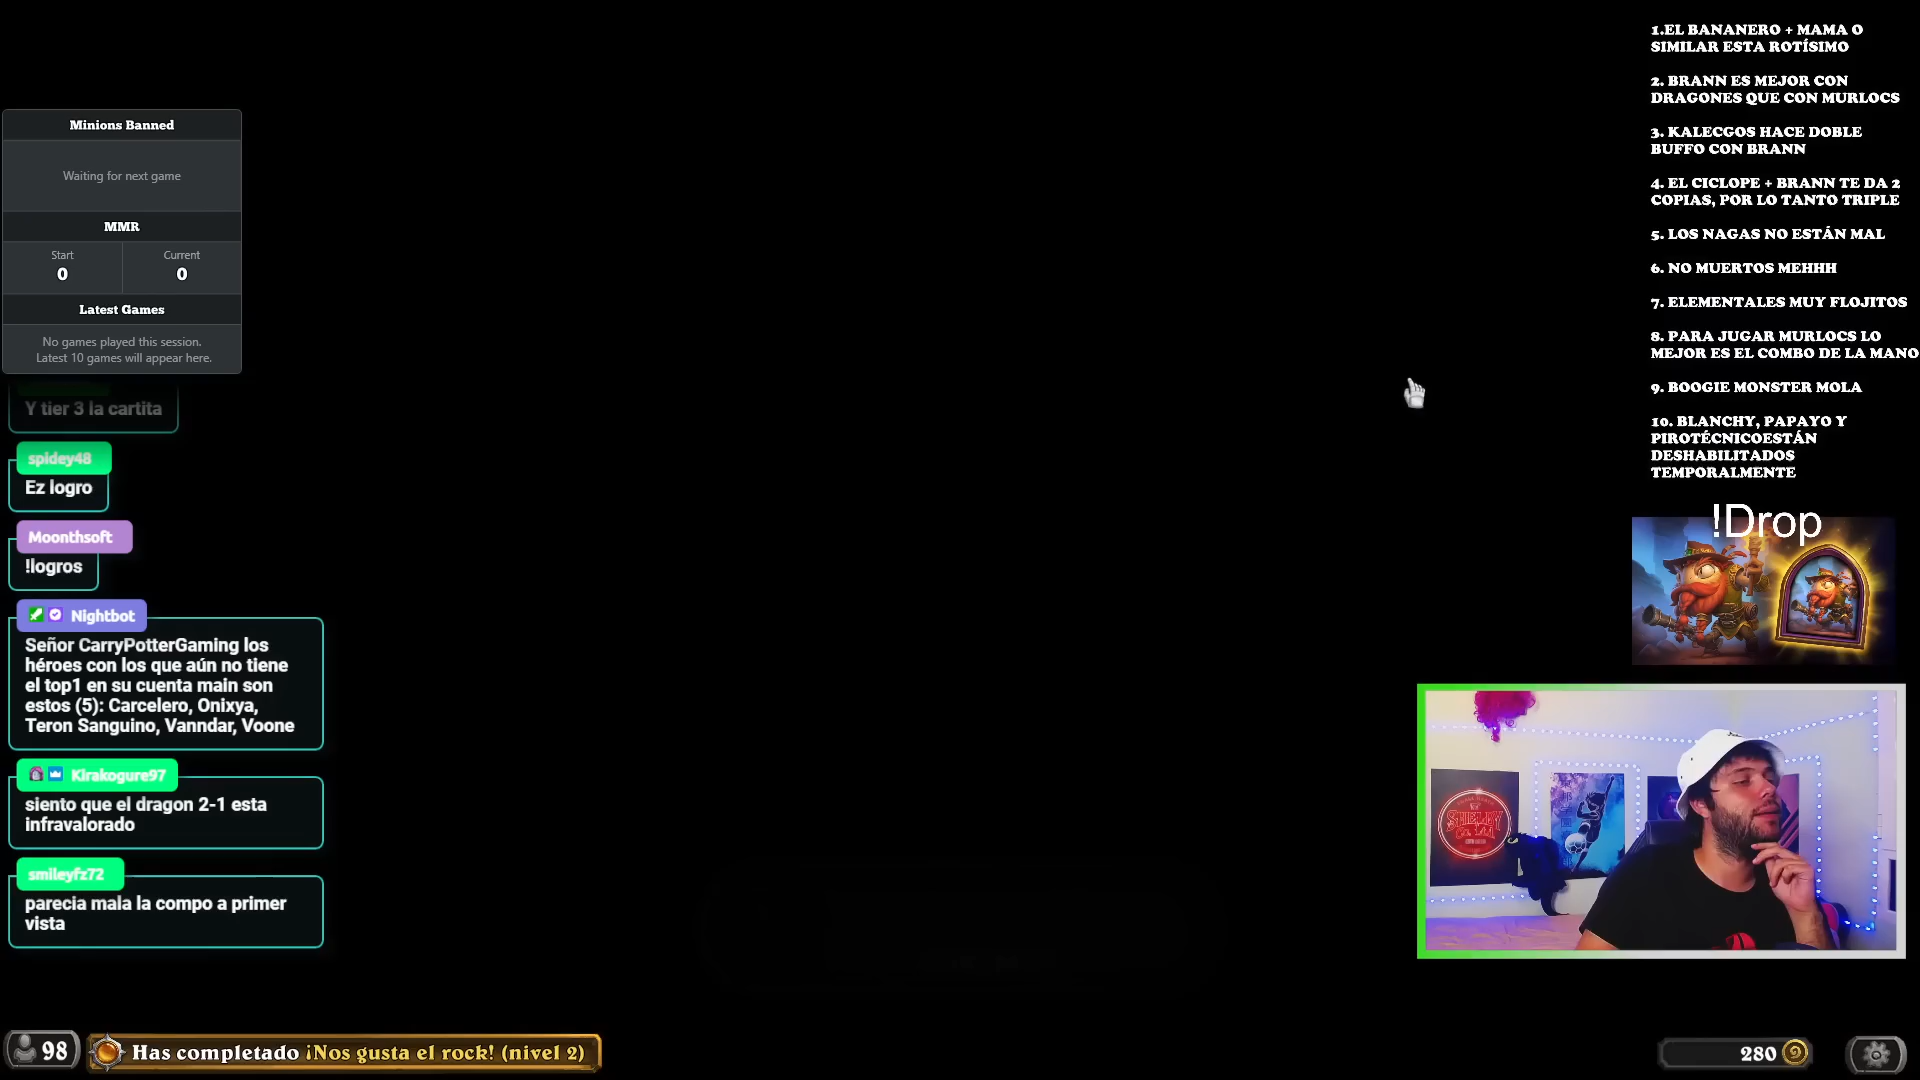 Minions Banned
Waiting for next game
MMR
Start
Current
0
0
Latest Games
No games played this session.
Latest 10 games will appear here.
Y tier 3 la cartita
spidey48
Ez logro
Moonthsoft
!logros
Nightbot
Señor CarryPotterGaming los
héroes con los que aún no tiene
el top1 en su cuenta main son
estos (5): Carcelero, Onixya,
Teron Sanguino, Vanndar, Voone
Kirakogure97
siento que el dragon 2-1 esta
infravalorado
smileyfz72
parecia mala la compo a primer
vista
98
Has completado ¡Nos gusta el rock! (nivel 2)
1.EL BANANERO + MAMA O
SIMILAR ESTA ROTÍSIMO
2. BRANN ES MEJOR CON
DRAGONES QUE CON MURLOCS
3. KALECGOS HACE DOBLE
BUFFO CON BRANN
4. EL CICLOPE + BRANN TE DA 2
COPIAS, POR LO TANTO TRIPLE
5. LOS NAGAS NO ESTÁN MAL
6. NO MUERTOS MEHHH
7. ELEMENTALES MUY FLOJITOS
8. PARA JUGAR MURLOCS LO
MEJOR ES EL COMBO DE LA MANO
9. BOOGIE MONSTER MOLA
10. BLANCHY, PAPAYO Y
PIROTÉCNICOESTÁN
DESHABILITADOS
TEMPORALMENTE
!Drop
SHELBY
280